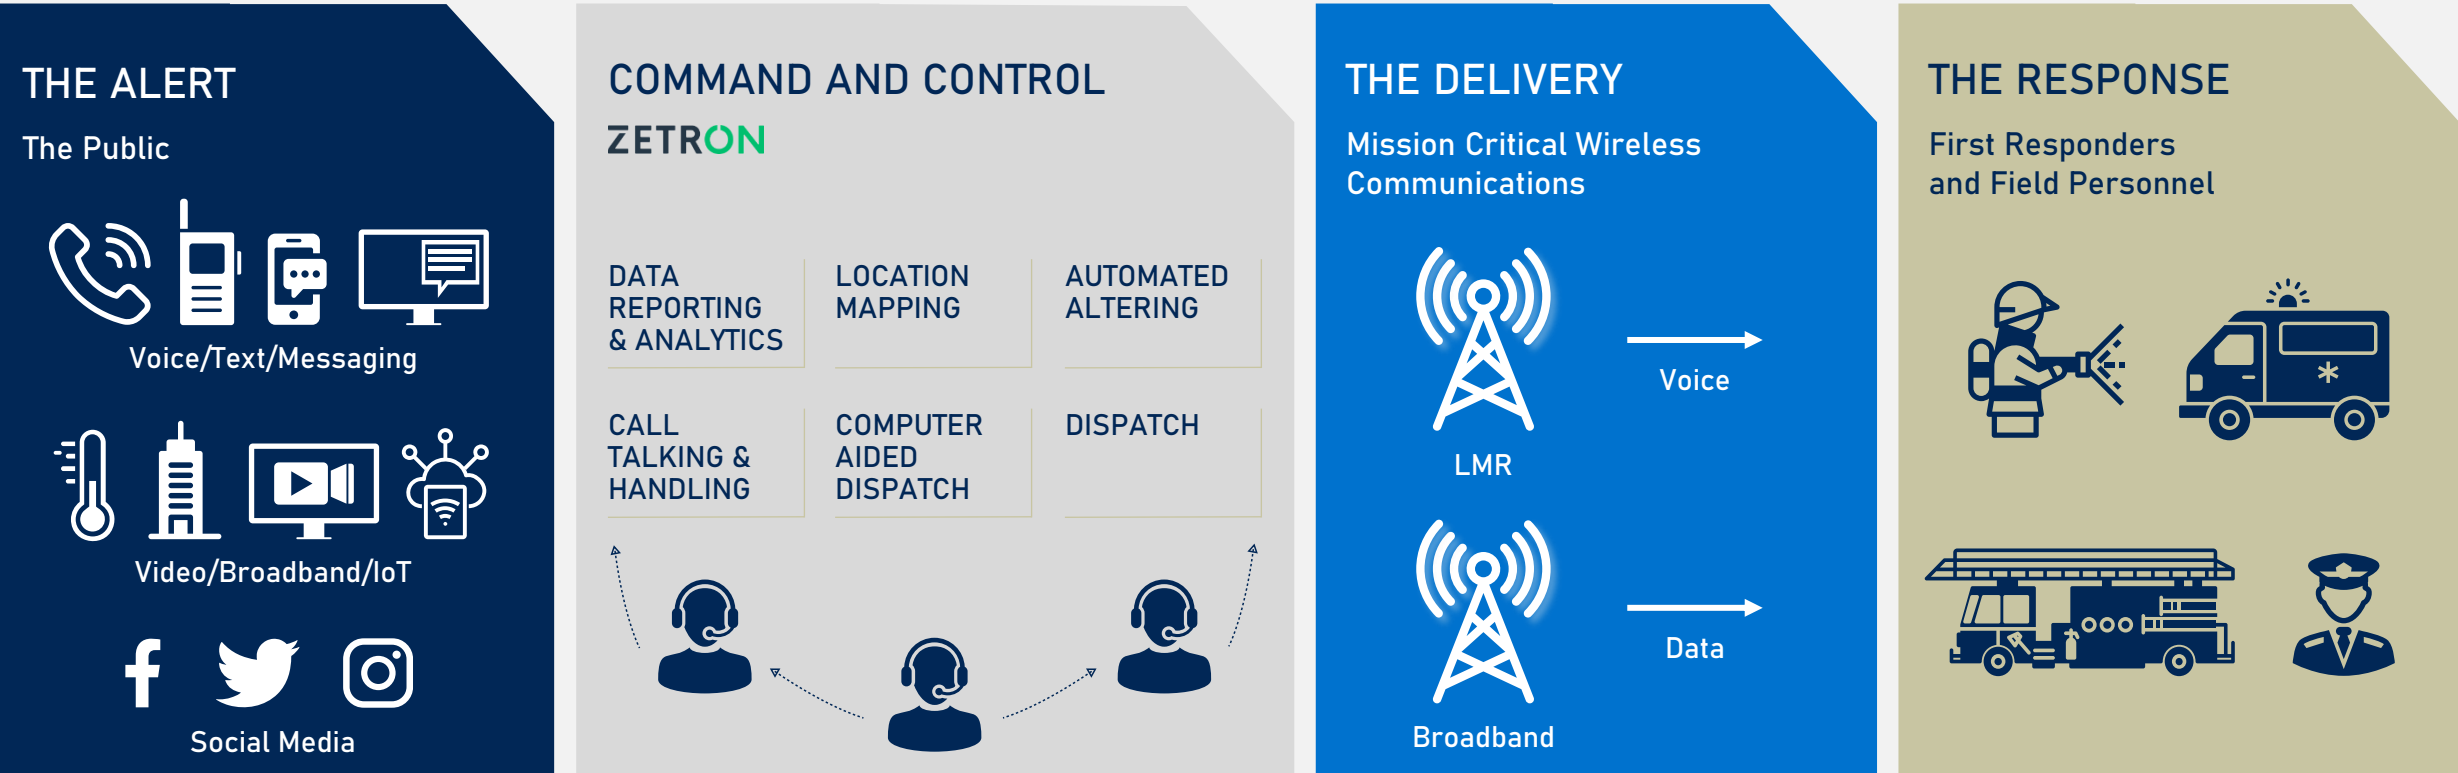 THE ALERT
The Public
Voice/Text/Messaging
Video/Broadband/IoT
Social Media
COMMAND AND CONTROL
ZETRON
DATA
REPORTING
& ANALYTICS
LOCATION
MAPPING
AUTOMATED
ALTERING
CALL
TALKING &
HANDLING
COMPUTER
AIDED
DISPATCH
DISPATCH
THE DELIVERY
Mission Critical Wireless
Communications
Voice
LMR
Data
Broadband
THE RESPONSE
First Responders
and Field Personnel